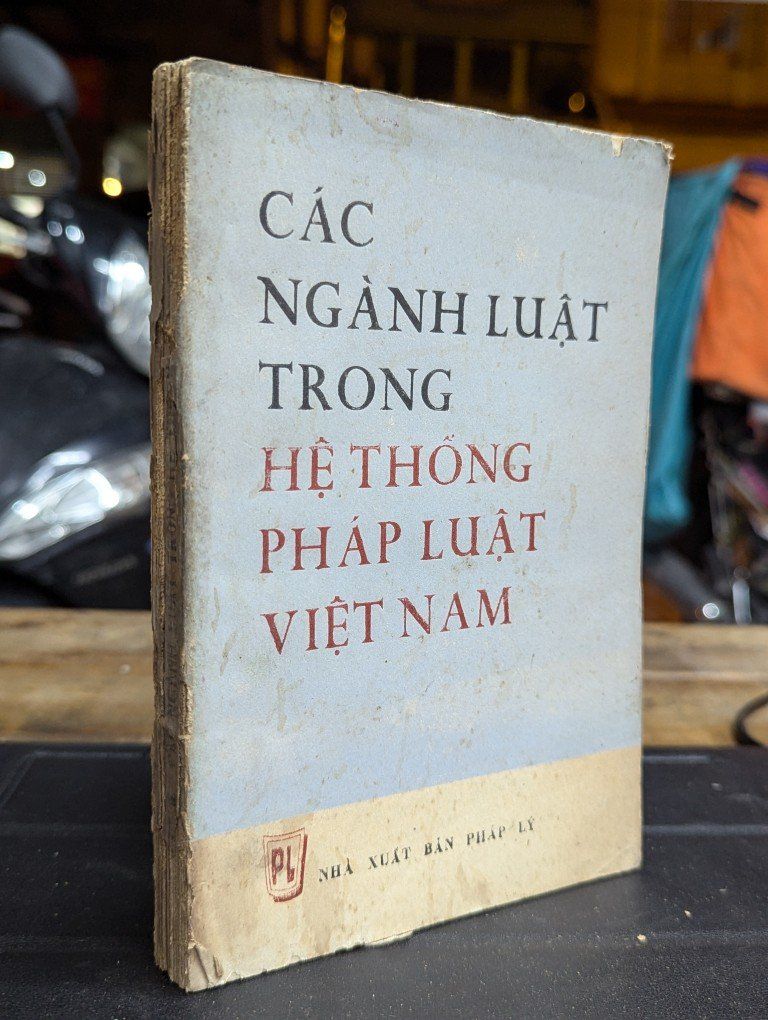 CÁC
NGÀNH LUẬT
TRONG
HỆ THỐNG
PHÁP LUẬT
VIỆT NAM
PL
NHÀ XUẤT BẢN PHÁP LÝ